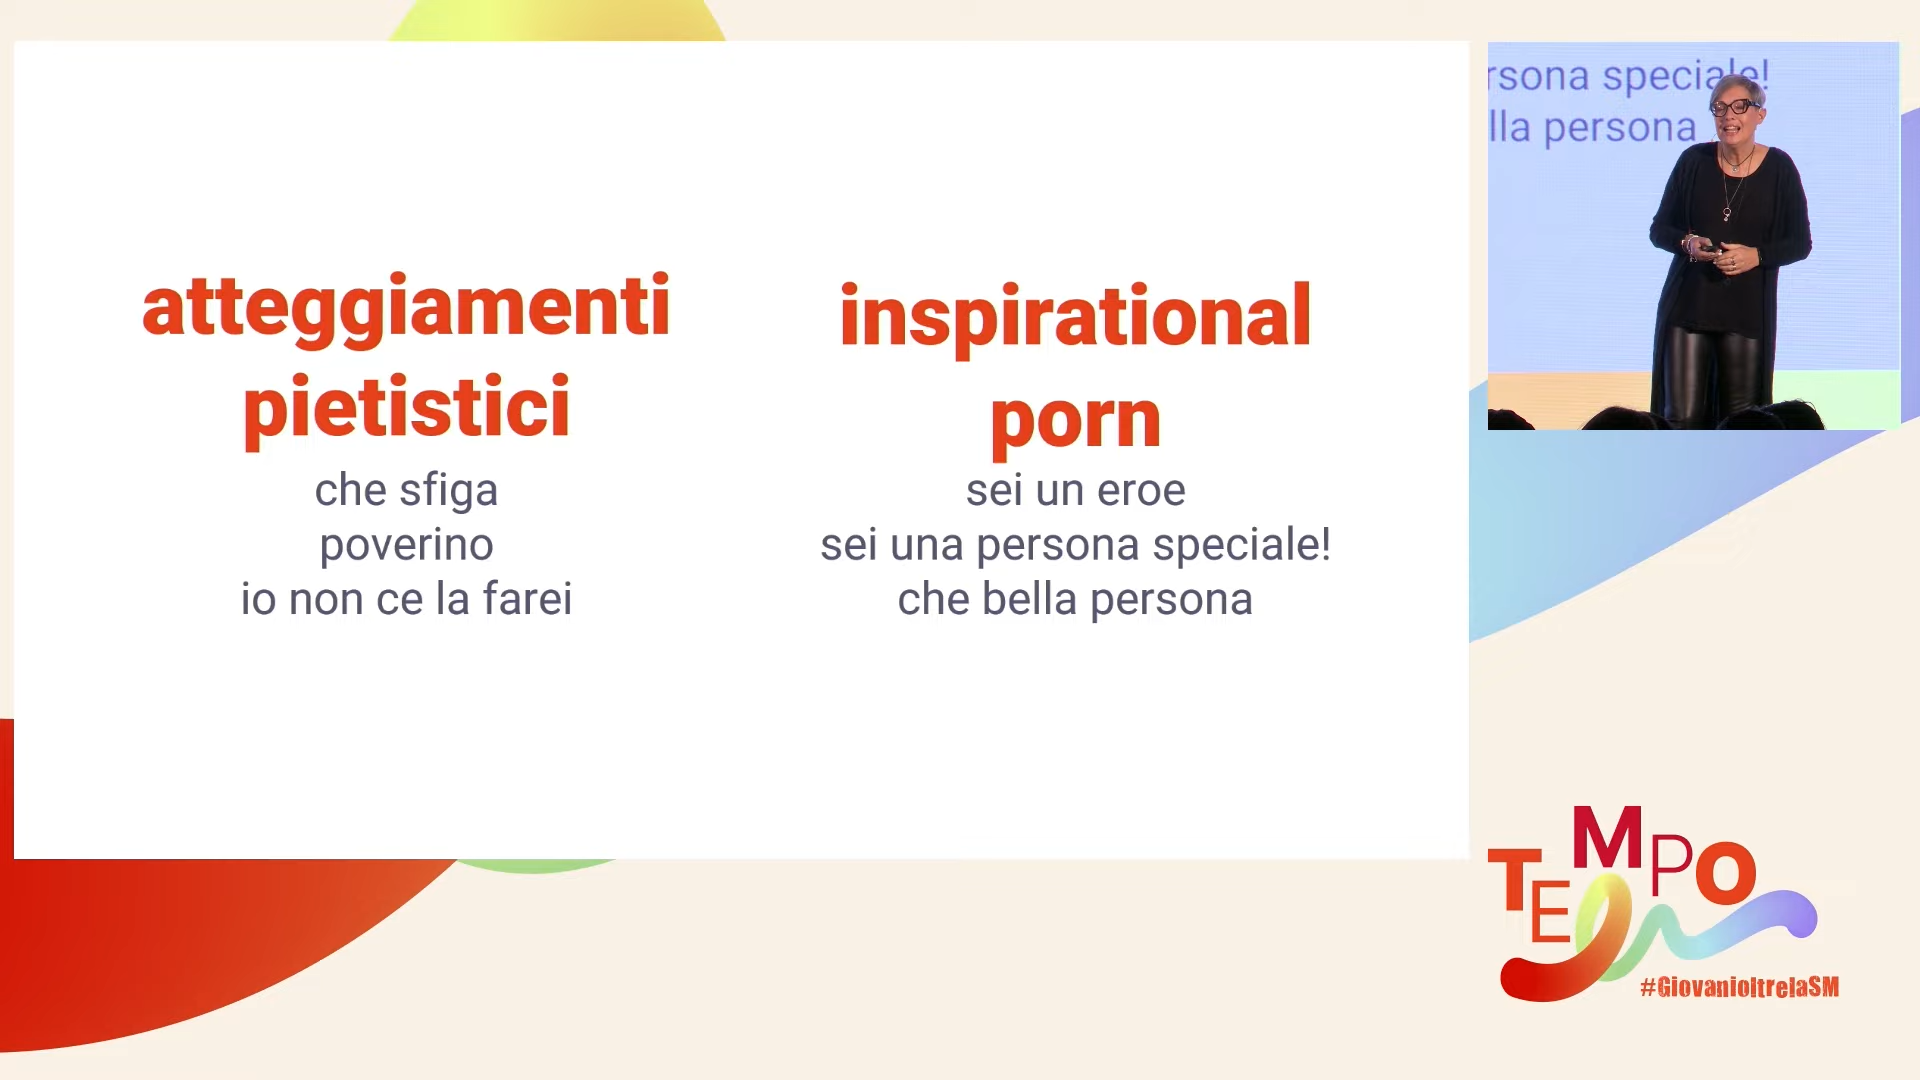 atteggiamenti
pietistici
che sfiga
poverino
io non ce la farei
inspirational
porn
sei un eroe
sei una persona speciale!
che bella persona
rsona speciale!
lla persona
TEMPO
#GiovanioltrelaSM